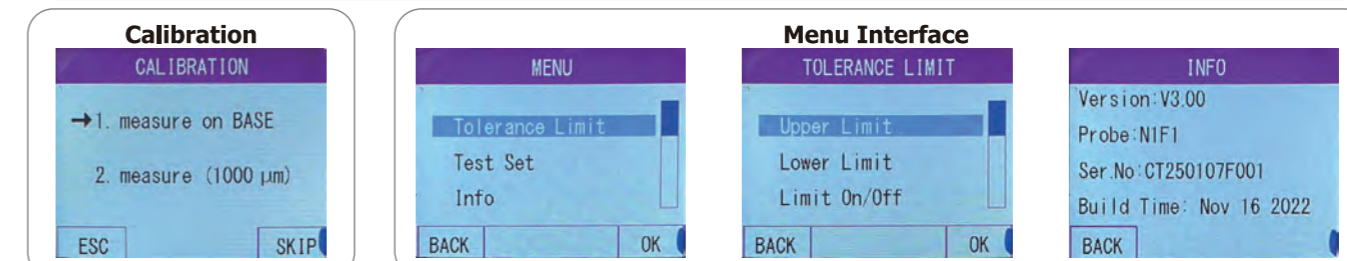 Calibration
CALIBRATION
→1. measure on BASE
2. measure (1000 µm)
ESC SKIP
Menu Interface
MENU
Tolerance Limit
Test Set
Info
BACK OK
TOLERANCE LIMIT
Upper Limit
Lower Limit
Limit On/Off
BACK OK
INFO
Version:V3.00
Probe:N1F1
Ser.No:CT250107F001
Build Time: Nov 16 2022
BACK